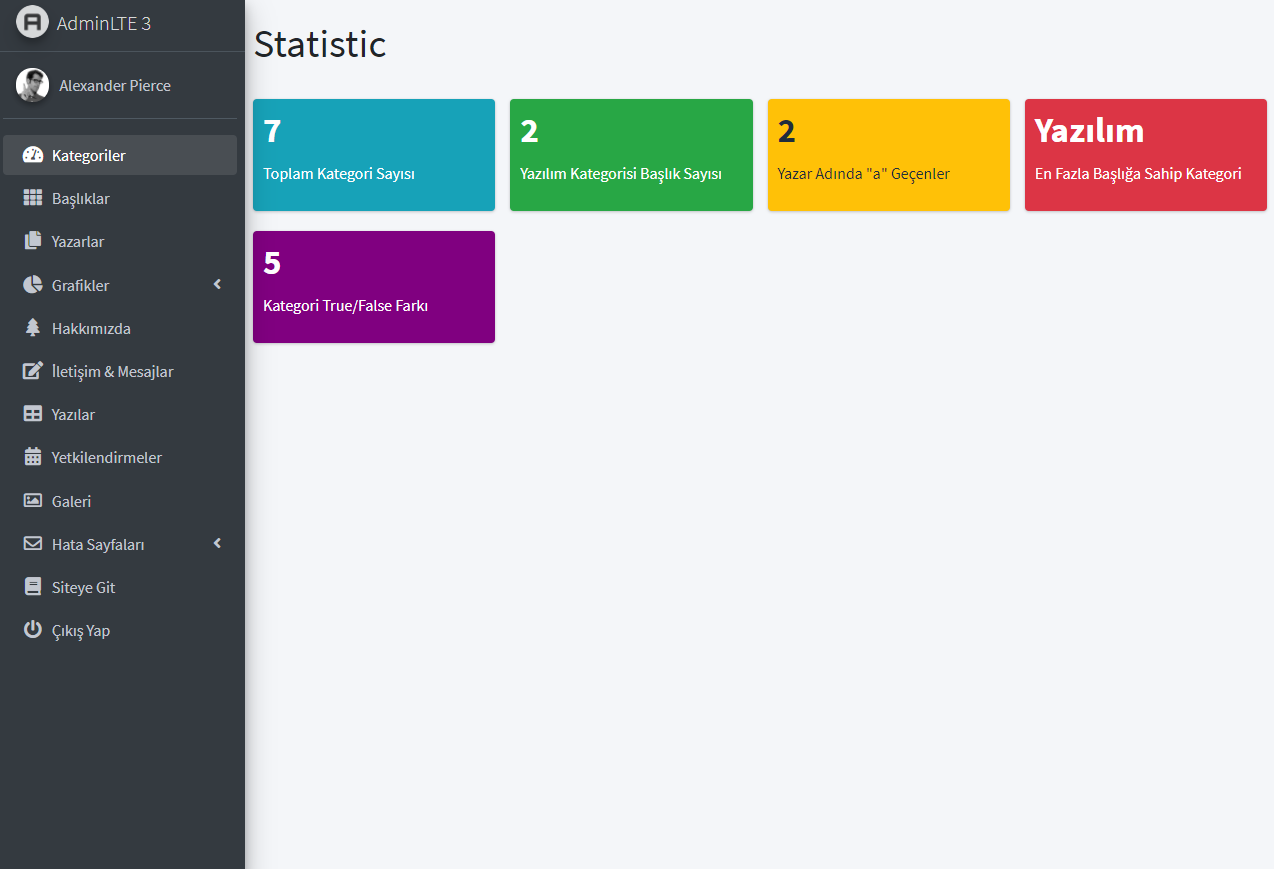 AdminLTE 3
Alexander Pierce
Kategoriler
Başlıklar
Yazarlar
Grafikler
Hakkımızda
İletişim & Mesajlar
Yazılar
Yetkilendirmeler
Galeri
Hata Sayfaları
Siteye Git
Çıkış Yap
Statistic
7
Toplam Kategori Sayısı
2
Yazılım Kategorisi Başlık Sayısı
2
Yazar Adında "a" Geçenler
Yazılım
En Fazla Başlığa Sahip Kategori
5
Kategori True/False Farkı